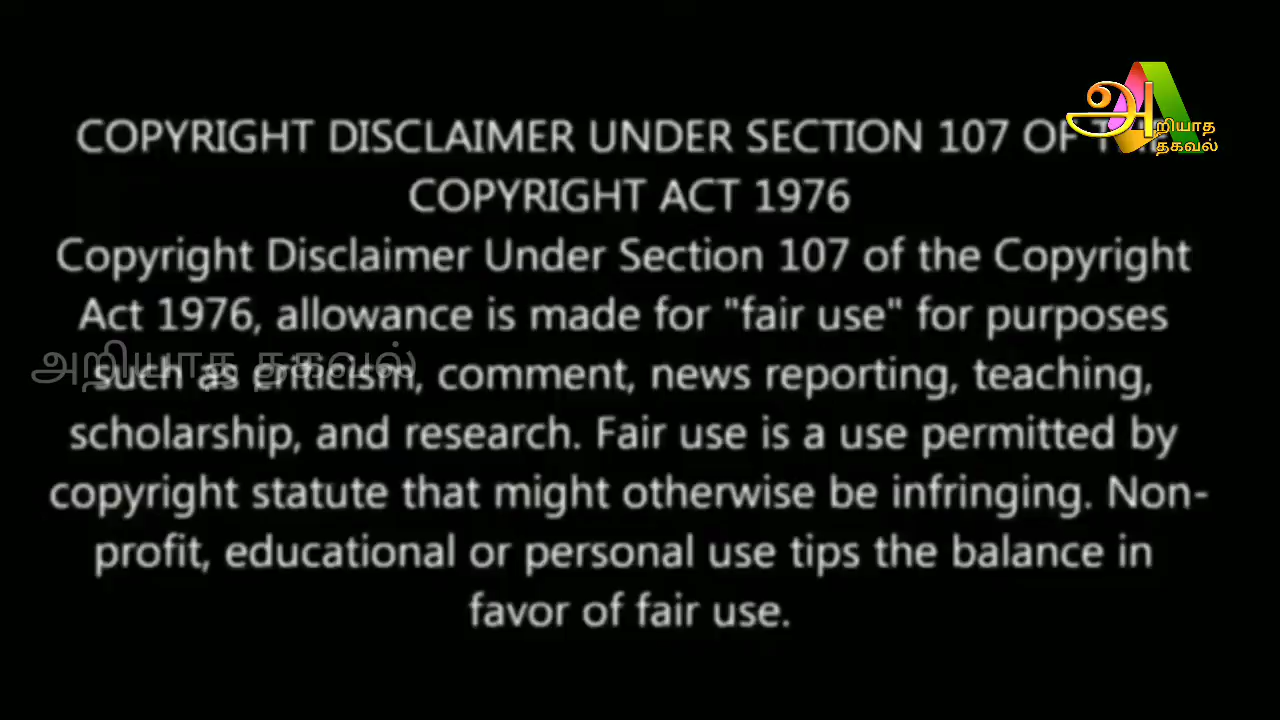 COPYRIGHT DISCLAIMER UNDER SECTION 107 OF THE
COPYRIGHT ACT 1976
Copyright Disclaimer Under Section 107 of the Copyright
Act 1976, allowance is made for "fair use" for purposes
such as criticism, comment, news reporting, teaching,
scholarship, and research. Fair use is a use permitted by
copyright statute that might otherwise be infringing. Non-
profit, educational or personal use tips the balance in
favor of fair use.
அறியாத
தகவல்
அறியாத தகவல்